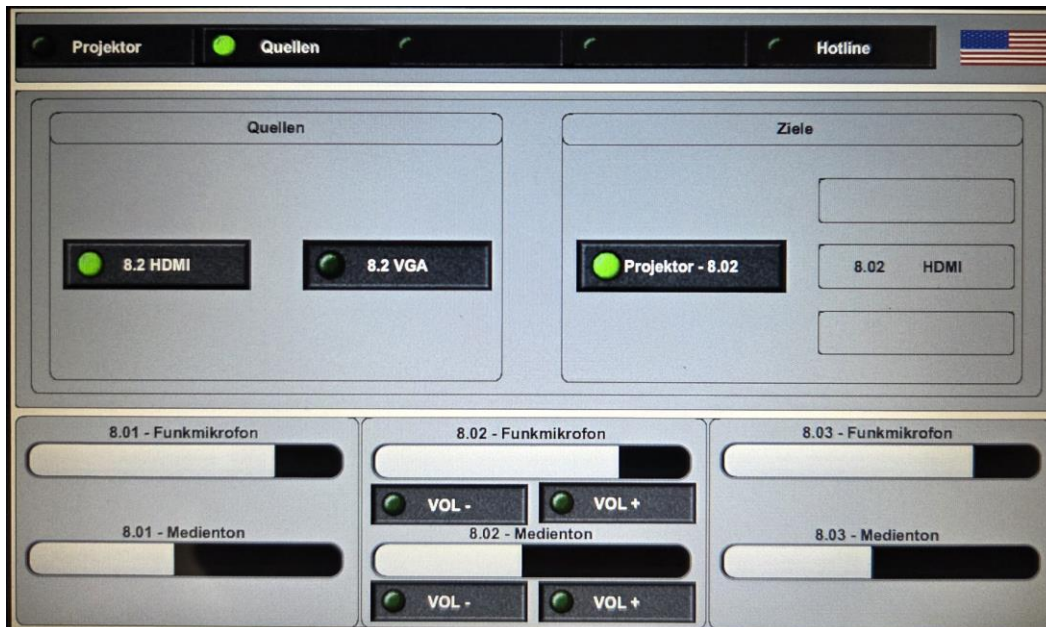 Projektor Quellen Hotline
Quellen
Ziele
8.2 HDMI
8.2 VGA
Projektor - 8.02
8.02 HDMI
8.01 - Funkmikrofon
8.02 - Funkmikrofon
8.03 - Funkmikrofon
VOL -
VOL +
8.01 - Medienton
8.02 - Medienton
8.03 - Medienton
VOL -
VOL +